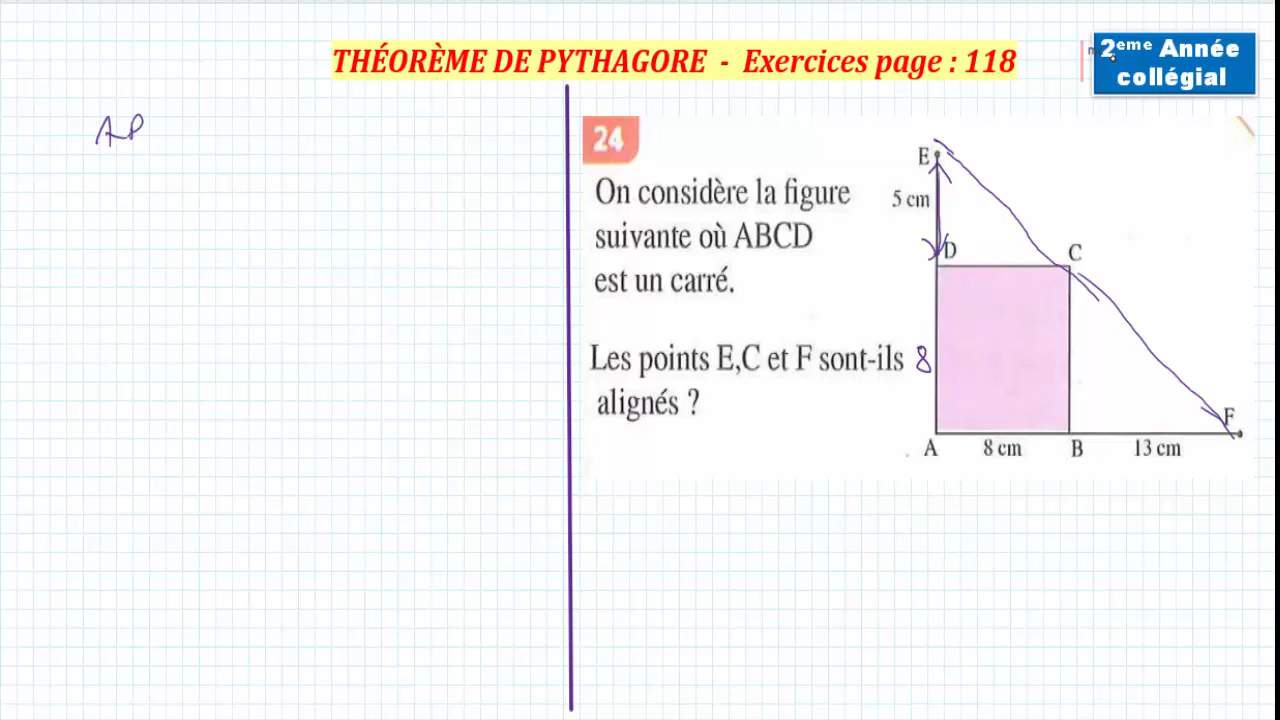 THÉORÈME DE PYTHAGORE - Exercices page : 118
2eme Année
collégial
AP
24
On considère la figure
suivante où ABCD
est un carré.
Les points E,C et F sont-ils
alignés ?
E
5 cm
D
C
8
F
A
8 cm
B
13 cm